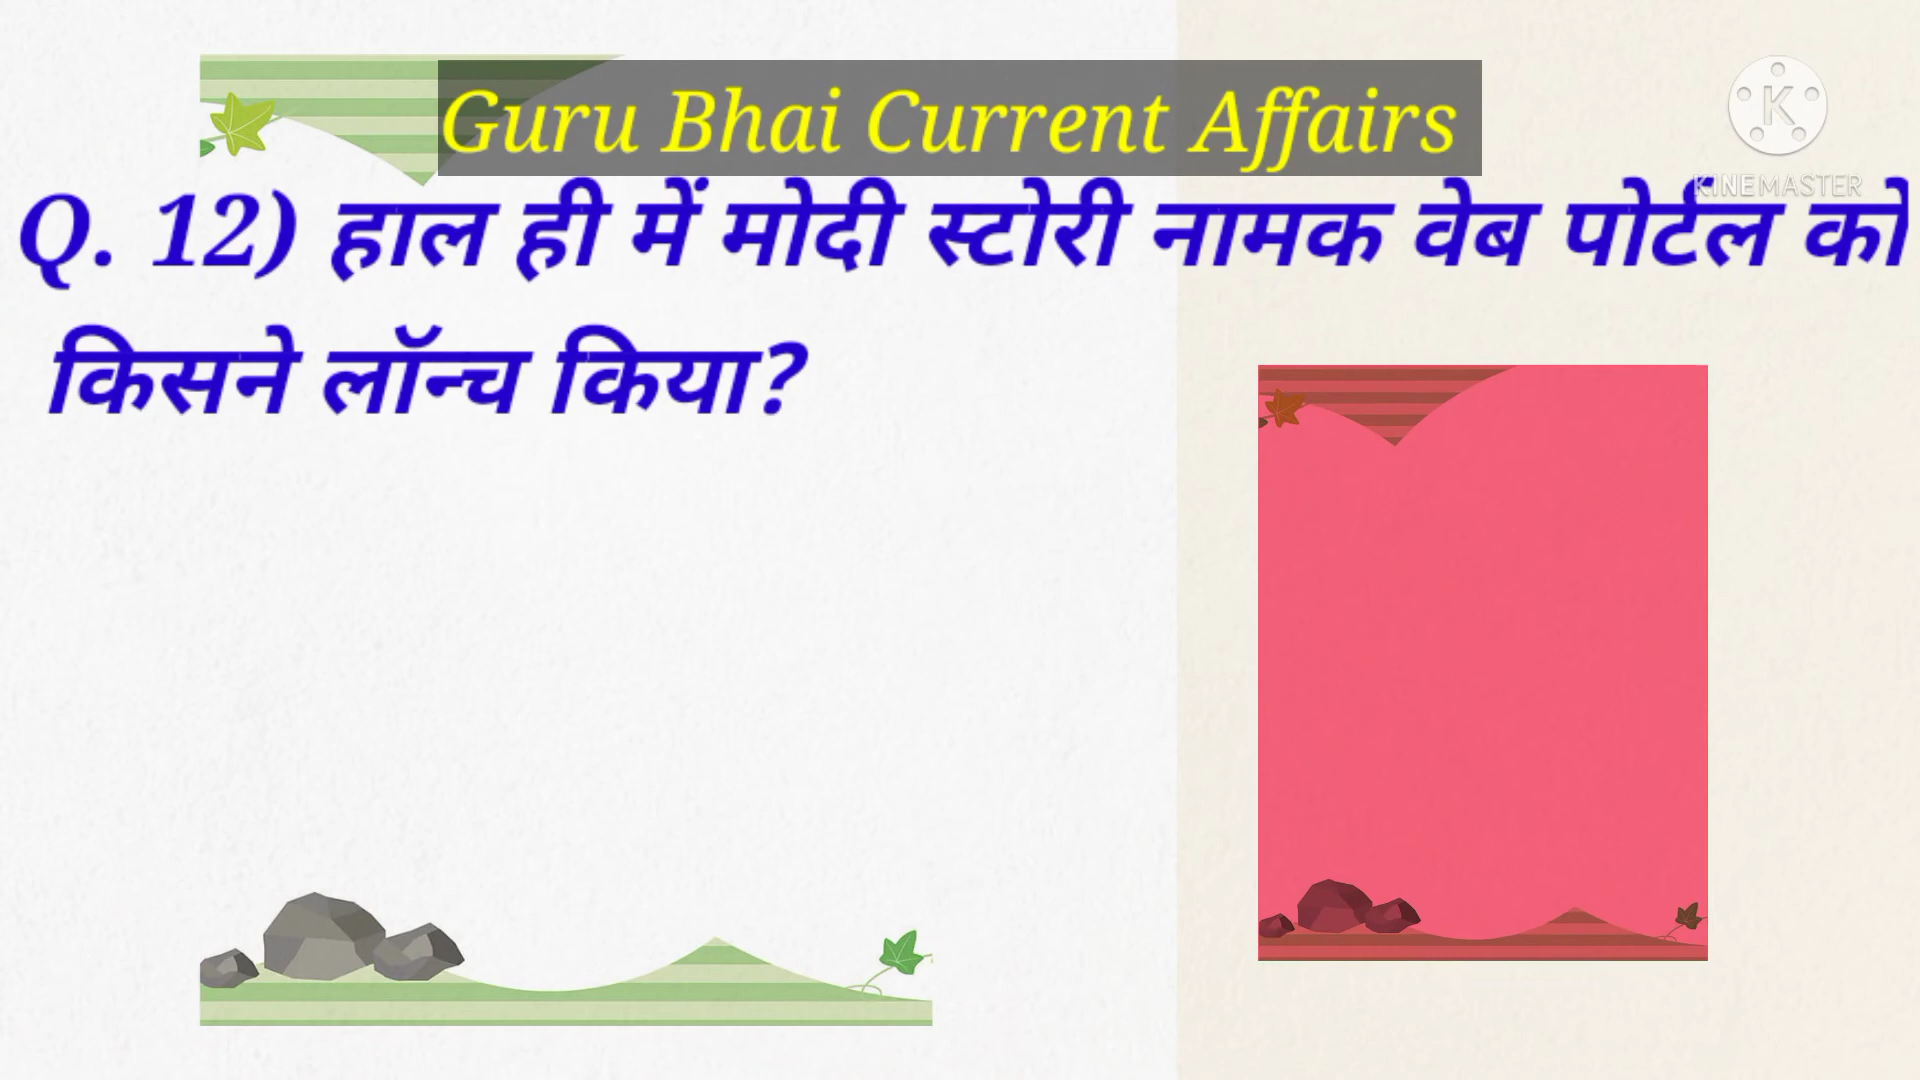 Guru Bhai Current Affairs
K
KINEMASTER
Q. 12) हाल ही में मोदी स्टोरी नामक वेब पोर्टल को
किसने लॉन्च किया?